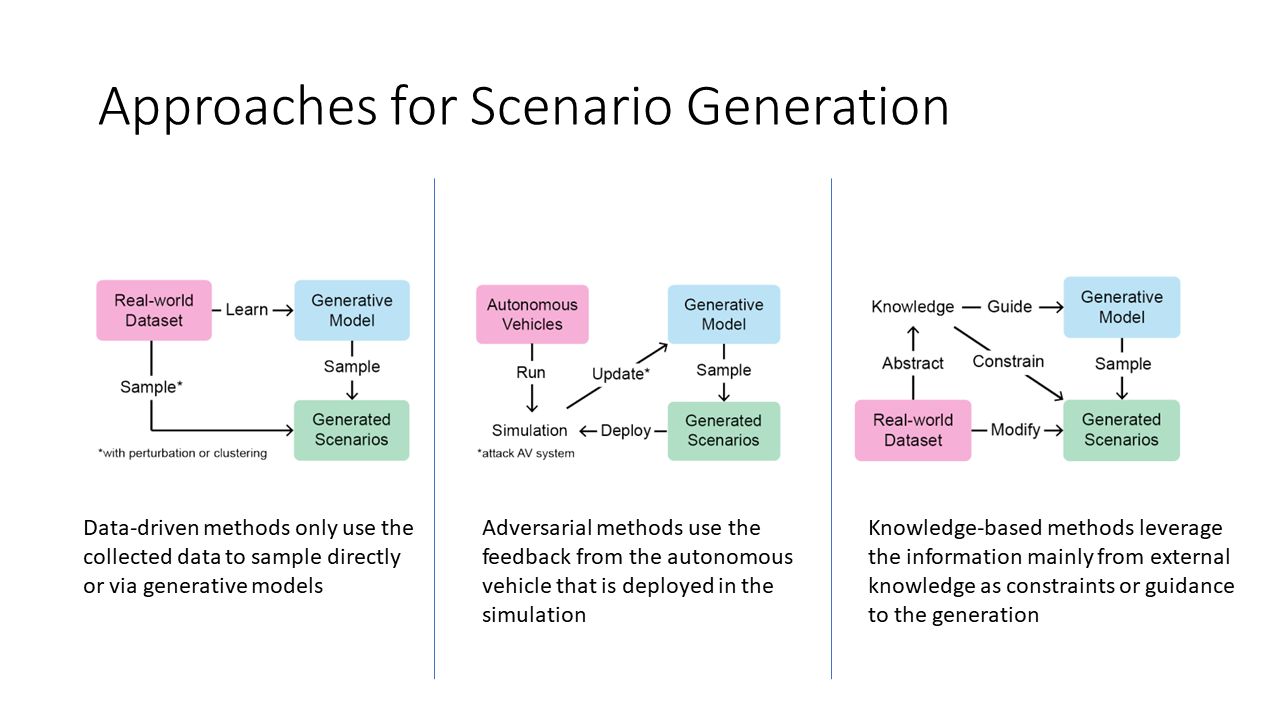 Approaches for Scenario Generation
Real-world
Dataset
Learn
Generative
Model
Sample*
Sample
Generated
Scenarios
*with perturbation or clustering
Data-driven methods only use the
collected data to sample directly
or via generative models
Autonomous
Vehicles
Generative
Model
Run
Update*
Sample
Simulation
Deploy
Generated
Scenarios
*attack AV system
Adversarial methods use the
feedback from the autonomous
vehicle that is deployed in the
simulation
Knowledge
Guide
Generative
Model
Abstract
Constrain
Sample
Real-world
Dataset
Modify
Generated
Scenarios
Knowledge-based methods leverage
the information mainly from external
knowledge as constraints or guidance
to the generation